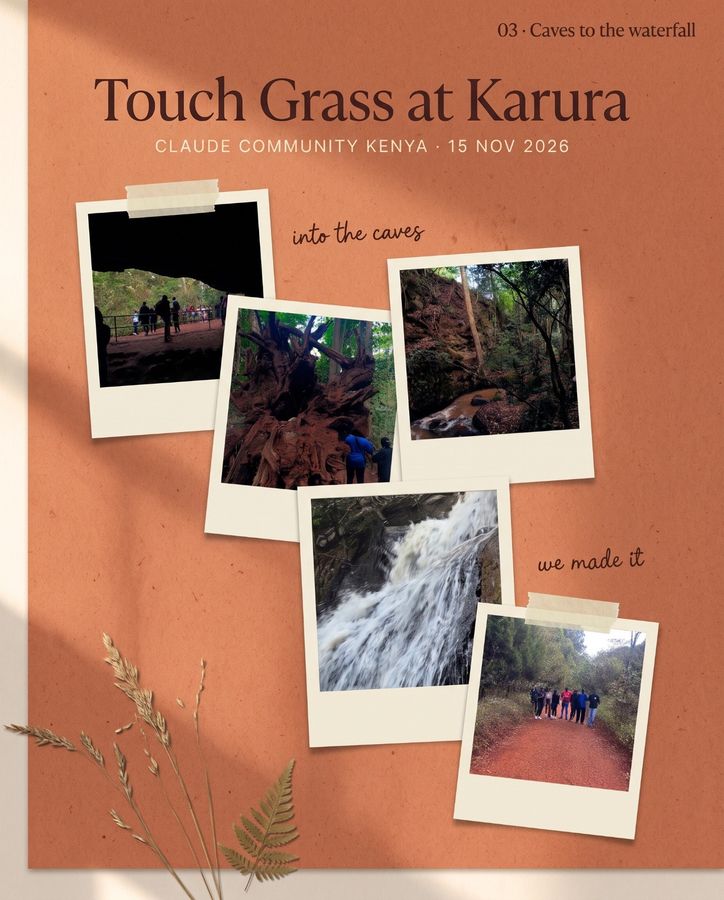 03 · Caves to the waterfall
Touch Grass at Karura
CLAUDE COMMUNITY KENYA · 15 NOV 2026
into the caves
we made it